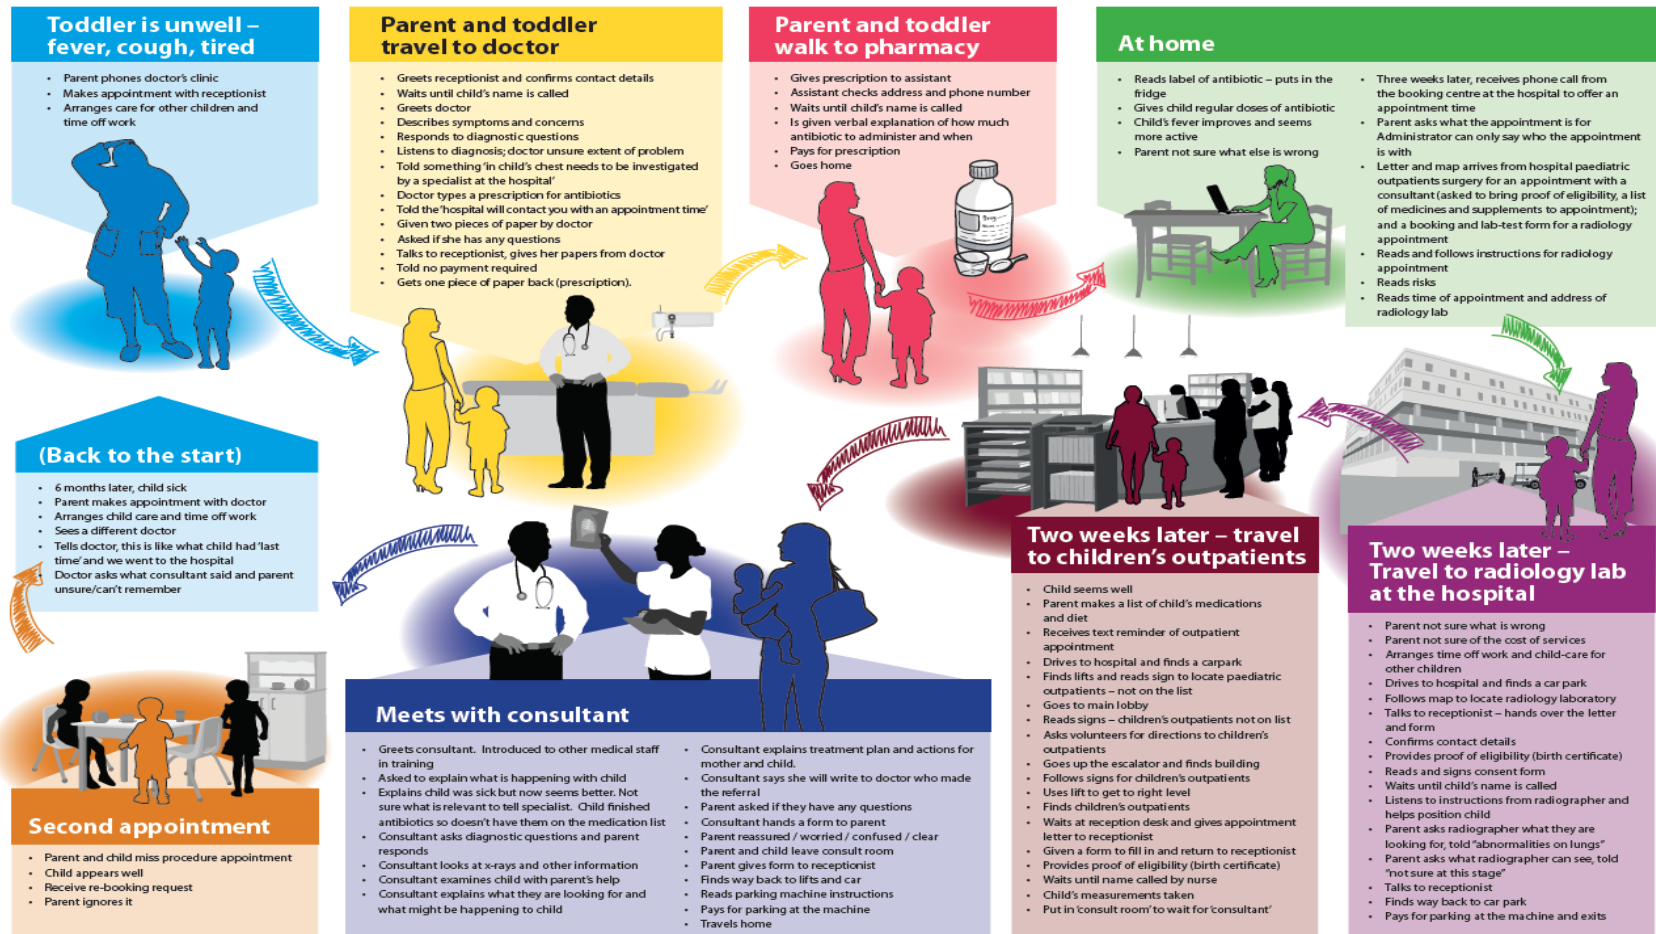 Toddler is unwell –
fever, cough, tired
• Parent phones doctor's clinic
• Makes appointment with receptionist
• Arranges care for other children and
time off work
Parent and toddler
travel to doctor
• Greets receptionist and confirms contact details
• Waits until child's name is called
• Greets doctor
• Describes symptoms and concerns
• Responds to diagnostic questions
• Listens to diagnosis; doctor unsure extent of problem
• Told something 'in child's chest needs to be investigated
by a specialist at the hospital'
• Doctor types a prescription for antibiotics
• Told the 'hospital will contact you with an appointment time'
• Given two pieces of paper by doctor
• Asked if she has any questions
• Talks to receptionist, gives her papers from doctor
• Told no payment required
• Gets one piece of paper back (prescription).
Parent and toddler
walk to pharmacy
• Gives prescription to assistant
• Assistant checks address and phone number
• Waits until child's name is called
• Is given verbal explanation of how much
antibiotic to administer and when
• Pays for prescription
• Goes home
At home
• Reads label of antibiotic – puts in the
fridge
• Gives child regular doses of antibiotic
• Child's fever improves and seems
more active
• Parent not sure what else is wrong
• Three weeks later, receives phone call from
the booking centre at the hospital to offer an
appointment time
• Parent asks what the appointment is for
Administrator can only say who the appointment
is with
• Letter and map arrives from hospital paediatric
outpatients surgery for an appointment with a
consultant (asked to bring proof of eligibility, a list
of medicines and supplements to appointment);
and a booking and lab-test form for a radiology
appointment
• Reads and follows instructions for radiology
appointment
• Reads risks
• Reads time of appointment and address of
radiology lab
Two weeks later –
Travel to radiology lab
at the hospital
• Parent not sure what is wrong
• Parent not sure of the cost of services
• Arranges time off work and child-care for
other children
• Drives to hospital and finds a car park
• Follows map to locate radiology laboratory
• Talks to receptionist – hands over the letter
and form
• Confirms contact details
• Provides proof of eligibility (birth certificate)
• Reads and signs consent form
• Waits until child's name is called
• Listens to instructions from radiographer and
helps position child
• Parent asks radiographer what they are
looking for, told "abnormalities on lungs"
• Parent asks what radiographer can see, told
"not sure at this stage"
• Talks to receptionist
• Finds way back to car park
• Pays for parking at the machine and exits
Two weeks later – travel
to children's outpatients
• Child seems well
• Parent makes a list of child's medications
and diet
• Receives text reminder of outpatient
appointment
• Drives to hospital and finds a carpark
• Finds lifts and reads sign to locate paediatric
outpatients – not on the list
• Goes to main lobby
• Reads signs – children's outpatients not on list
• Asks volunteers for directions to children's
outpatients
• Goes up the escalator and finds building
• Follows signs for children's outpatients
• Uses lift to get to right level
• Finds children's outpatients
• Waits at reception desk and gives appointment
letter to receptionist
• Given a form to fill in and return to receptionist
• Provides proof of eligibility (birth certificate)
• Waits until name called by nurse
• Child's measurements taken
• Put in 'consult room' to wait for 'consultant'
Meets with consultant
• Greets consultant. Introduced to other medical staff
in training
• Asked to explain what is happening with child
• Explains child was sick but now seems better. Not
sure what is relevant to tell specialist. Child finished
antibiotics so doesn't have them on the medication list
• Consultant asks diagnostic questions and parent
responds
• Consultant looks at x-rays and other information
• Consultant examines child with parent's help
• Consultant explains what they are looking for and
what might be happening to child
• Consultant explains treatment plan and actions for
mother and child.
• Consultant says she will write to doctor who made
the referral
• Parent asked if they have any questions
• Consultant hands a form to parent
• Parent reassured / worried / confused / clear
• Parent and child leave consult room
• Parent gives form to receptionist
• Finds way back to lifts and car
• Reads parking machine instructions
• Pays for parking at the machine
• Travels home
Second appointment
• Parent and child miss procedure appointment
• Child appears well
• Receive re-booking request
• Parent ignores it
(Back to the start)
• 6 months later, child sick
• Parent makes appointment with doctor
• Arranges child care and time off work
• Sees a different doctor
• Tells doctor, this is like what child had 'last
time' and we went to the hospital
• Doctor asks what consultant said and parent
unsure/can't remember